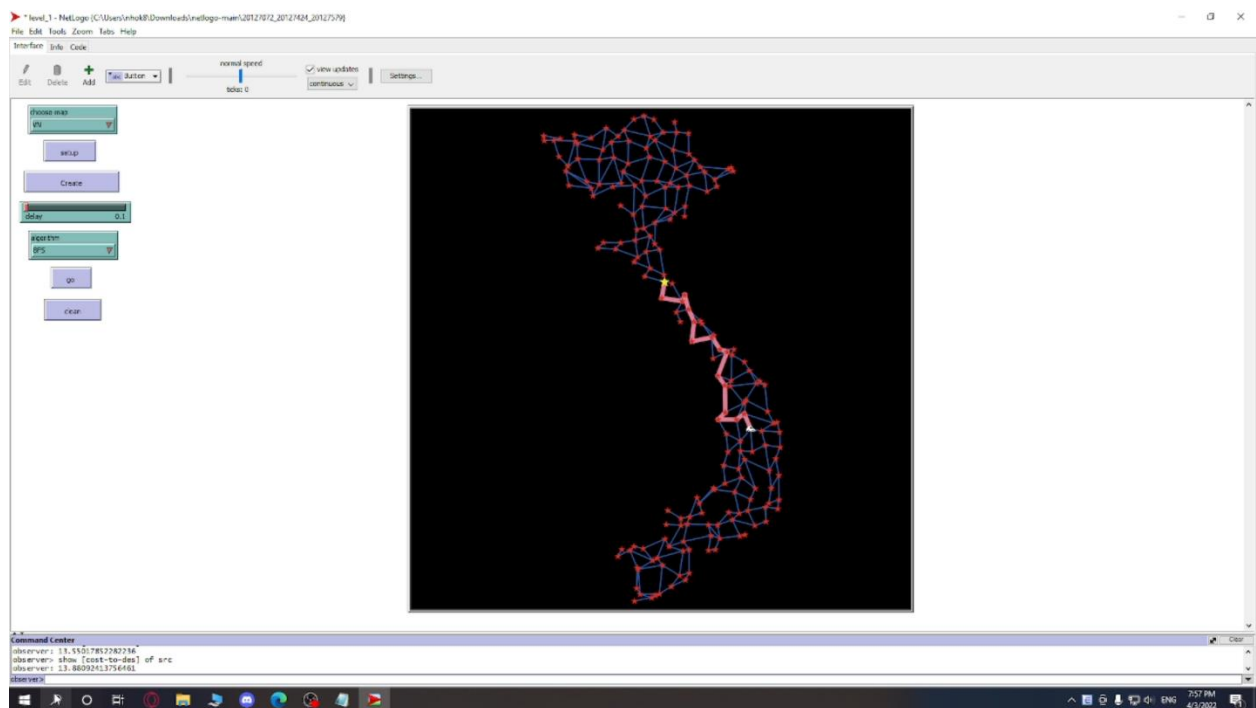 * level_1 - NetLogo {C:\Users\nhok8\Downloads\netlogo-main\20127072_20127424_20127579}
File Edit Tools Zoom Tabs Help
Interface Info Code
normal speed
view updates
Edit Delete Add Button continuous Settings...
ticks: 0
choose map
VN
setup
Create
delay 0.1
algorithm
go
clean
Command Center Clear
observer: 13.55017852282236
observer> show [cost-to-des] of src
observer: 13.88092413756461
observer>
ENG
7:57 PM
4/3/2022